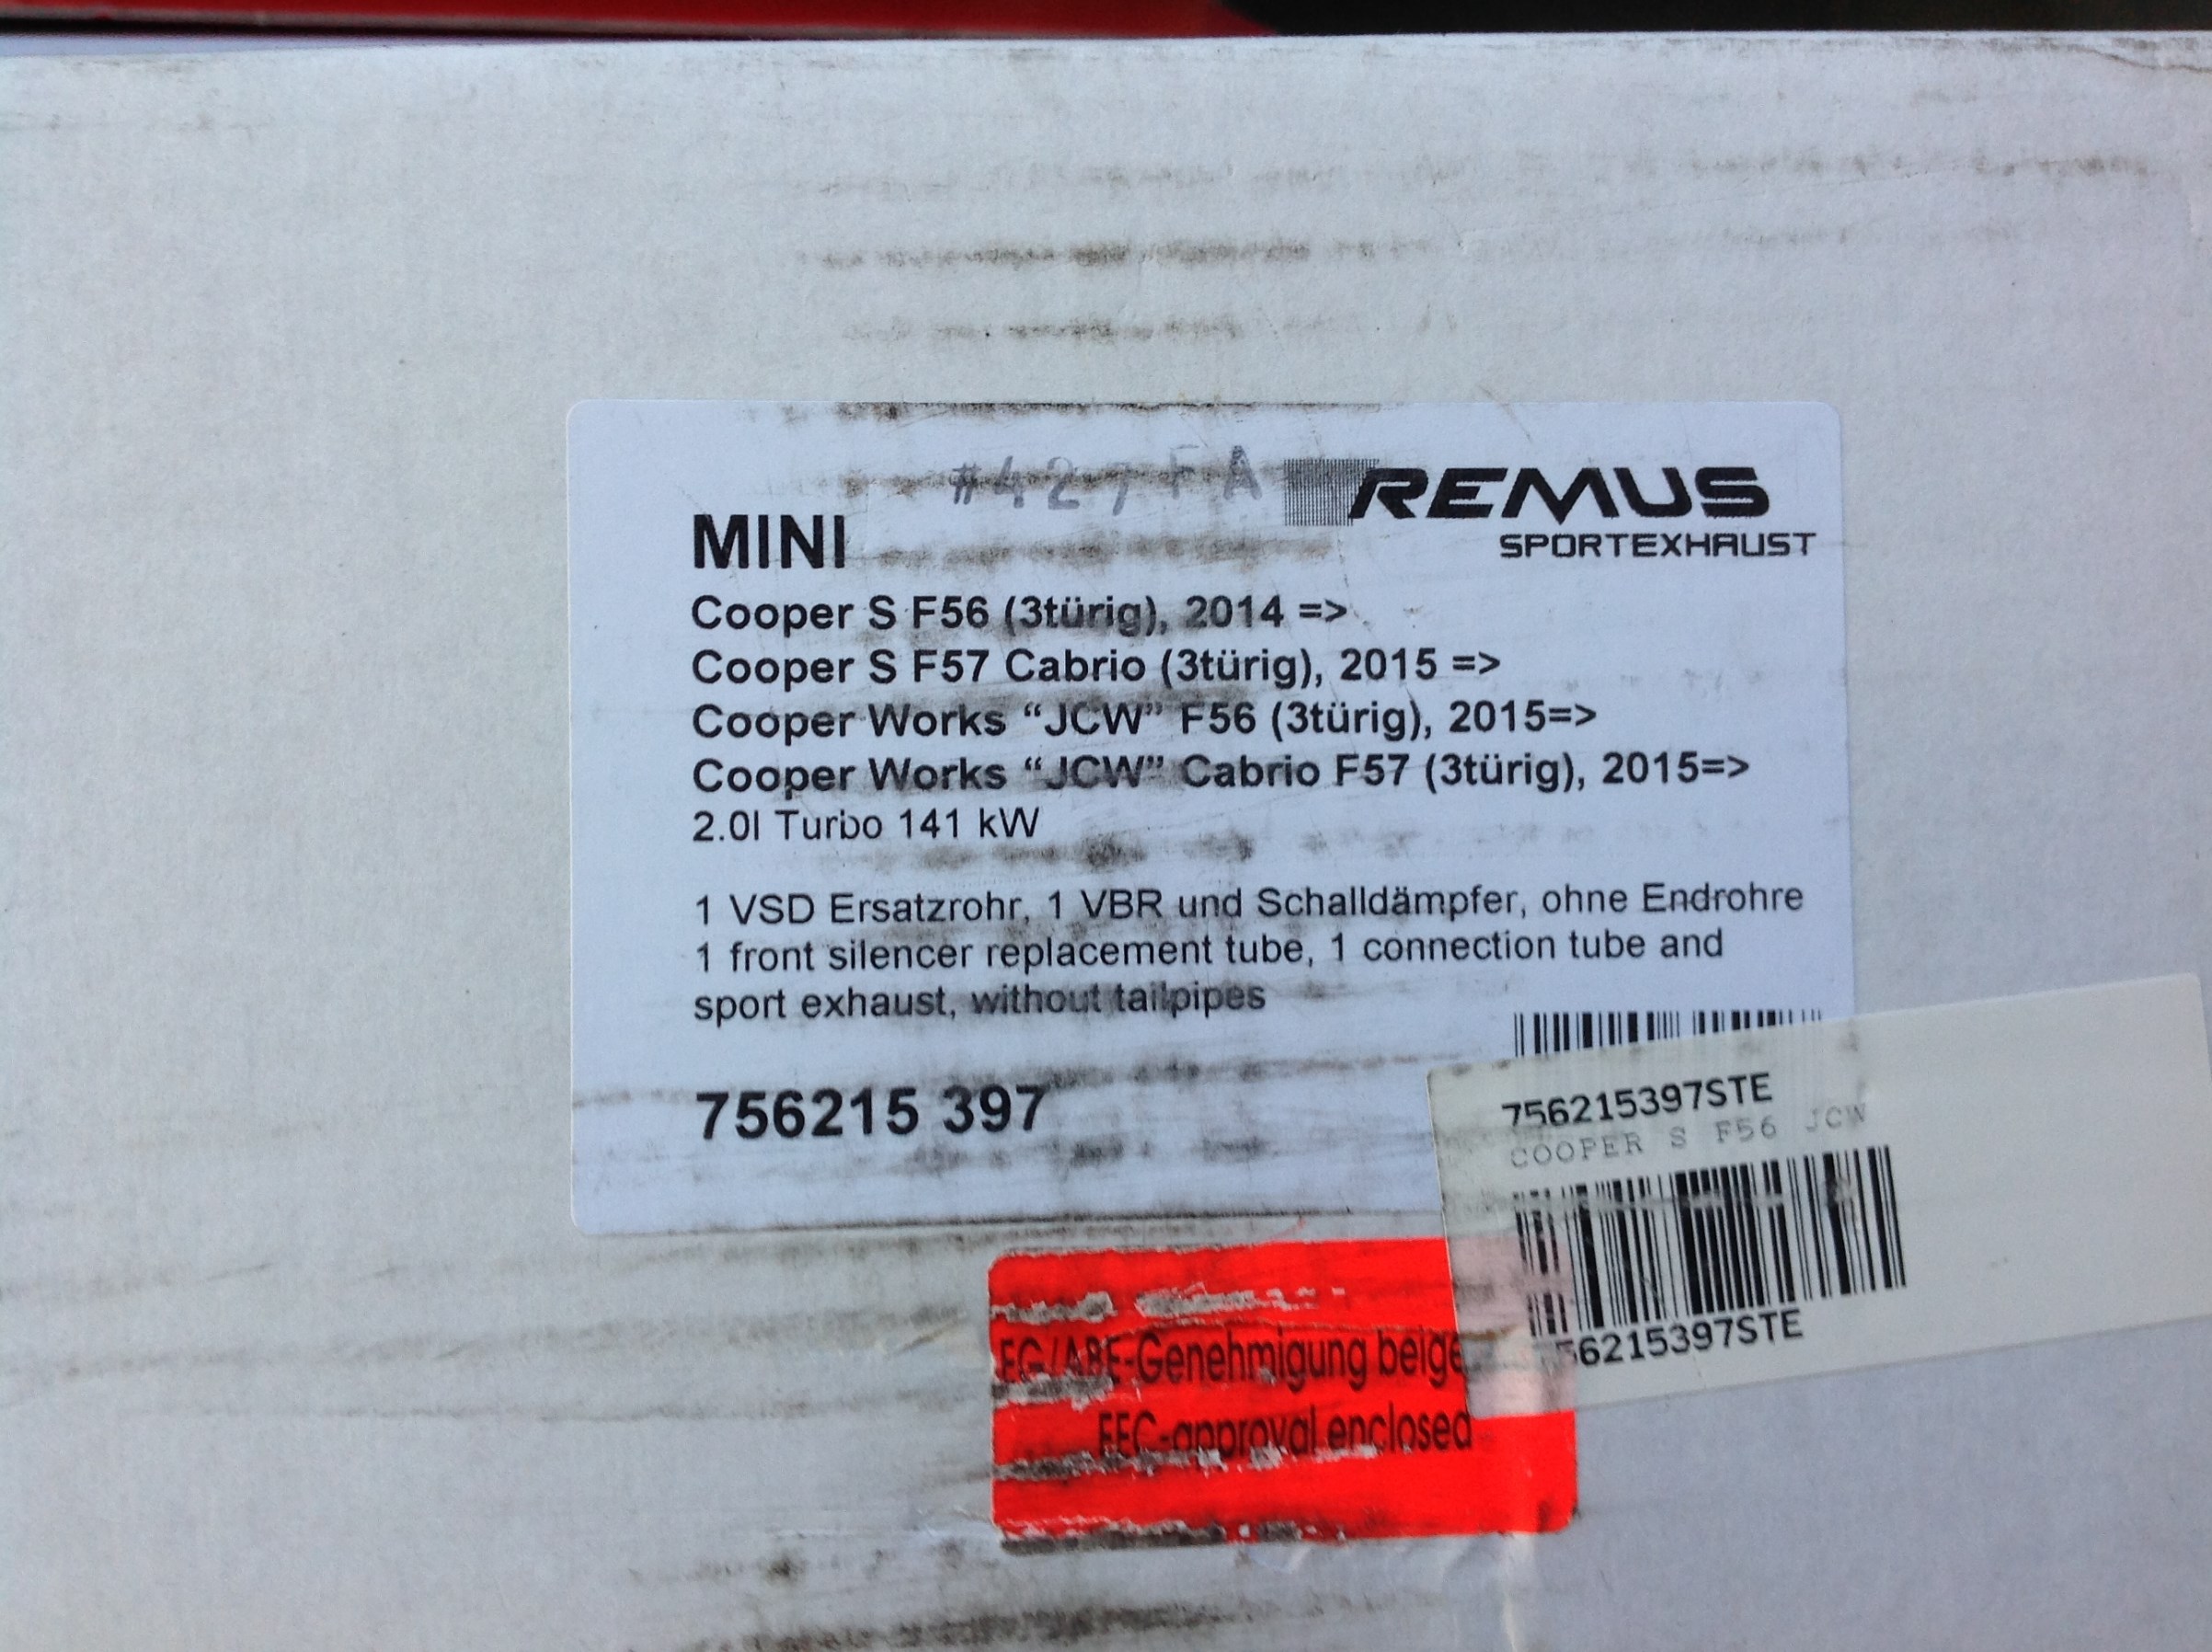 #427FA
REMUS
SPORTEXHAUST
MINI
Cooper S F56 (3türig), 2014 =>
Cooper S F57 Cabrio (3türig), 2015 =>
Cooper Works “JCW” F56 (3türig), 2015=>
Cooper Works “JCW” Cabrio F57 (3türig), 2015=>
2.0l Turbo 141 kW
1 VSD Ersatzrohr, 1 VBR und Schalldämpfer, ohne Endrohre
1 front silencer replacement tube, 1 connection tube and
sport exhaust, without tailpipes
756215 397
756215397STE
COOPER S F56 JCW
56215397STE
EG/ABE-Genehmigung beige
EEC-approval enclosed